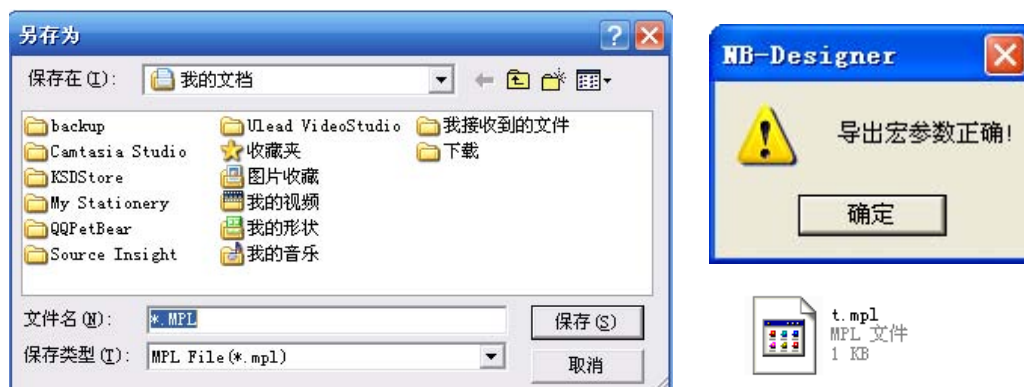 另存为
保存在(I):
我的文档
backup
Camtasia Studio
KSDStore
My Stationery
QQPetBear
Source Insight
Ulead VideoStudio
收藏夹
图片收藏
我的视频
我的形状
我的音乐
我接收到的文件
下载
文件名(N):
*.MPL
保存(S)
保存类型(T):
MPL File(*.mpl)
取消
NB-Designer
导出宏参数正确!
确定
t.mpl
MPL 文件
1 KB